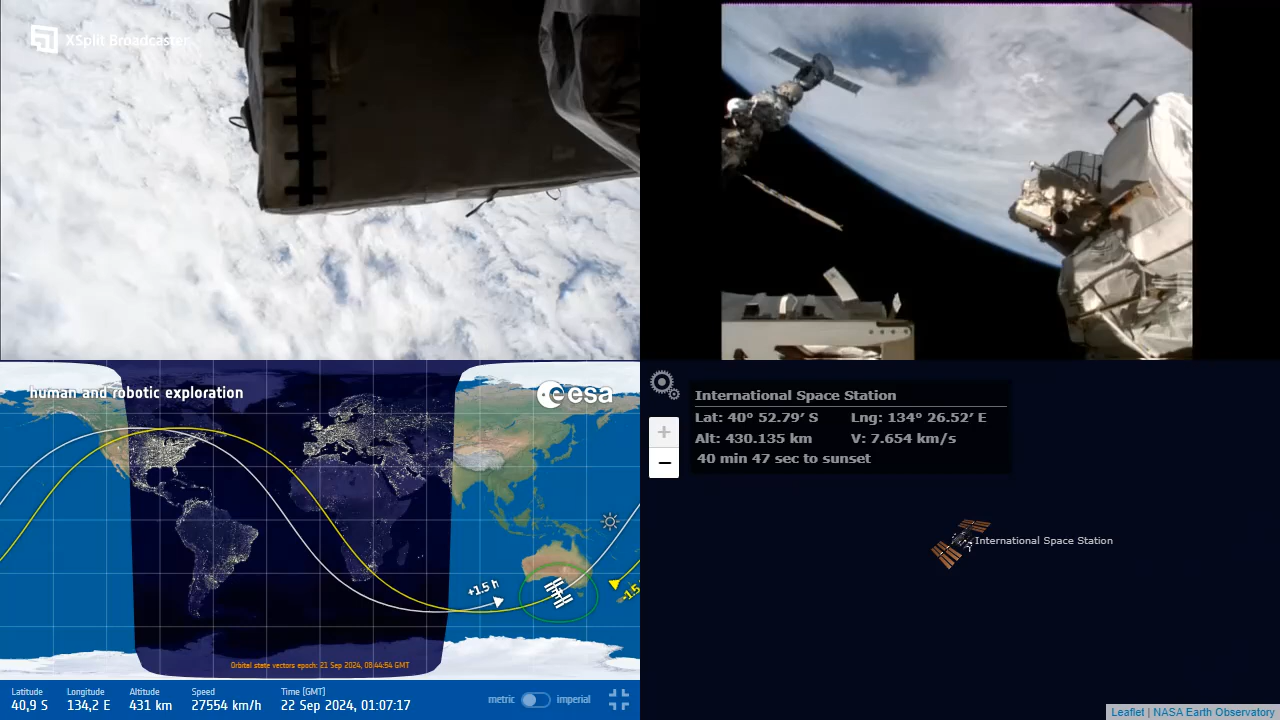 XSplit Broadcaster
human and robotic exploration
esa
+1.5 h
-1.5
Orbital state vectors epoch: 21 Sep 2024, 08:44:54 GMT
Latitude
40,9 S
Longitude
134,2 E
Altitude
431 km
Speed
27554 km/h
Time [GMT]
22 Sep 2024, 01:07:17
metric
imperial
International Space Station
Lat: 40° 52.79′ S
Lng: 134° 26.52′ E
Alt: 430.135 km
V: 7.654 km/s
40 min 47 sec to sunset
+
−
International Space Station
Leaflet | NASA Earth Observatory